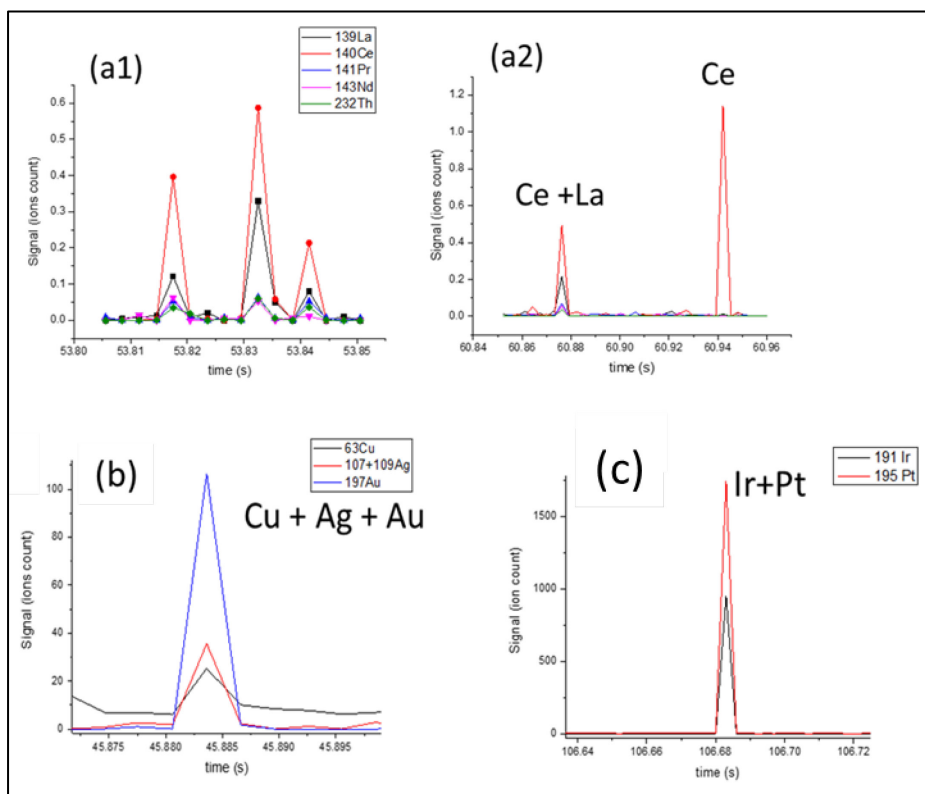 (a1)
139La
140Ce
141Pr
143Nd
232Th
Signal (ions count)
0.6
0.5
0.4
0.3
0.2
0.1
0.0
53.80 53.81 53.82 53.83 53.84 53.85
time (s)
(a2)
Ce
Ce +La
Signal (ions count)
1.2
1.0
0.8
0.6
0.4
0.2
0.0
60.84 60.86 60.88 60.90 60.92 60.94 60.96
time (s)
(b)
63Cu
107+109Ag
197Au
Cu + Ag + Au
Signal (ions count)
100
80
60
40
20
0
45.875 45.880 45.885 45.890 45.895
time (s)
(c)
191 Ir
195 Pt
Ir+Pt
Signal (ion count)
1500
1000
500
0
106.64 106.66 106.68 106.70 106.72
time (s)